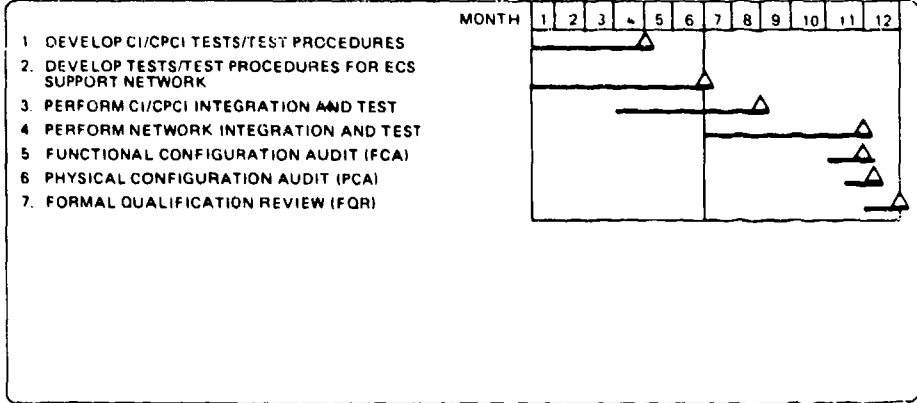 MONTH 1 2 3 4 5 6 7 8 9 10 11 12
1 DEVELOP CI/CPCI TESTS/TEST PROCEDURES
2. DEVELOP TESTS/TEST PROCEDURES FOR ECS
SUPPORT NETWORK
3. PERFORM CI/CPCI INTEGRATION AND TEST
4 PERFORM NETWORK INTEGRATION AND TEST
5 FUNCTIONAL CONFIGURATION AUDIT (FCA)
6 PHYSICAL CONFIGURATION AUDIT (PCA)
7. FORMAL QUALIFICATION REVIEW (FQR)